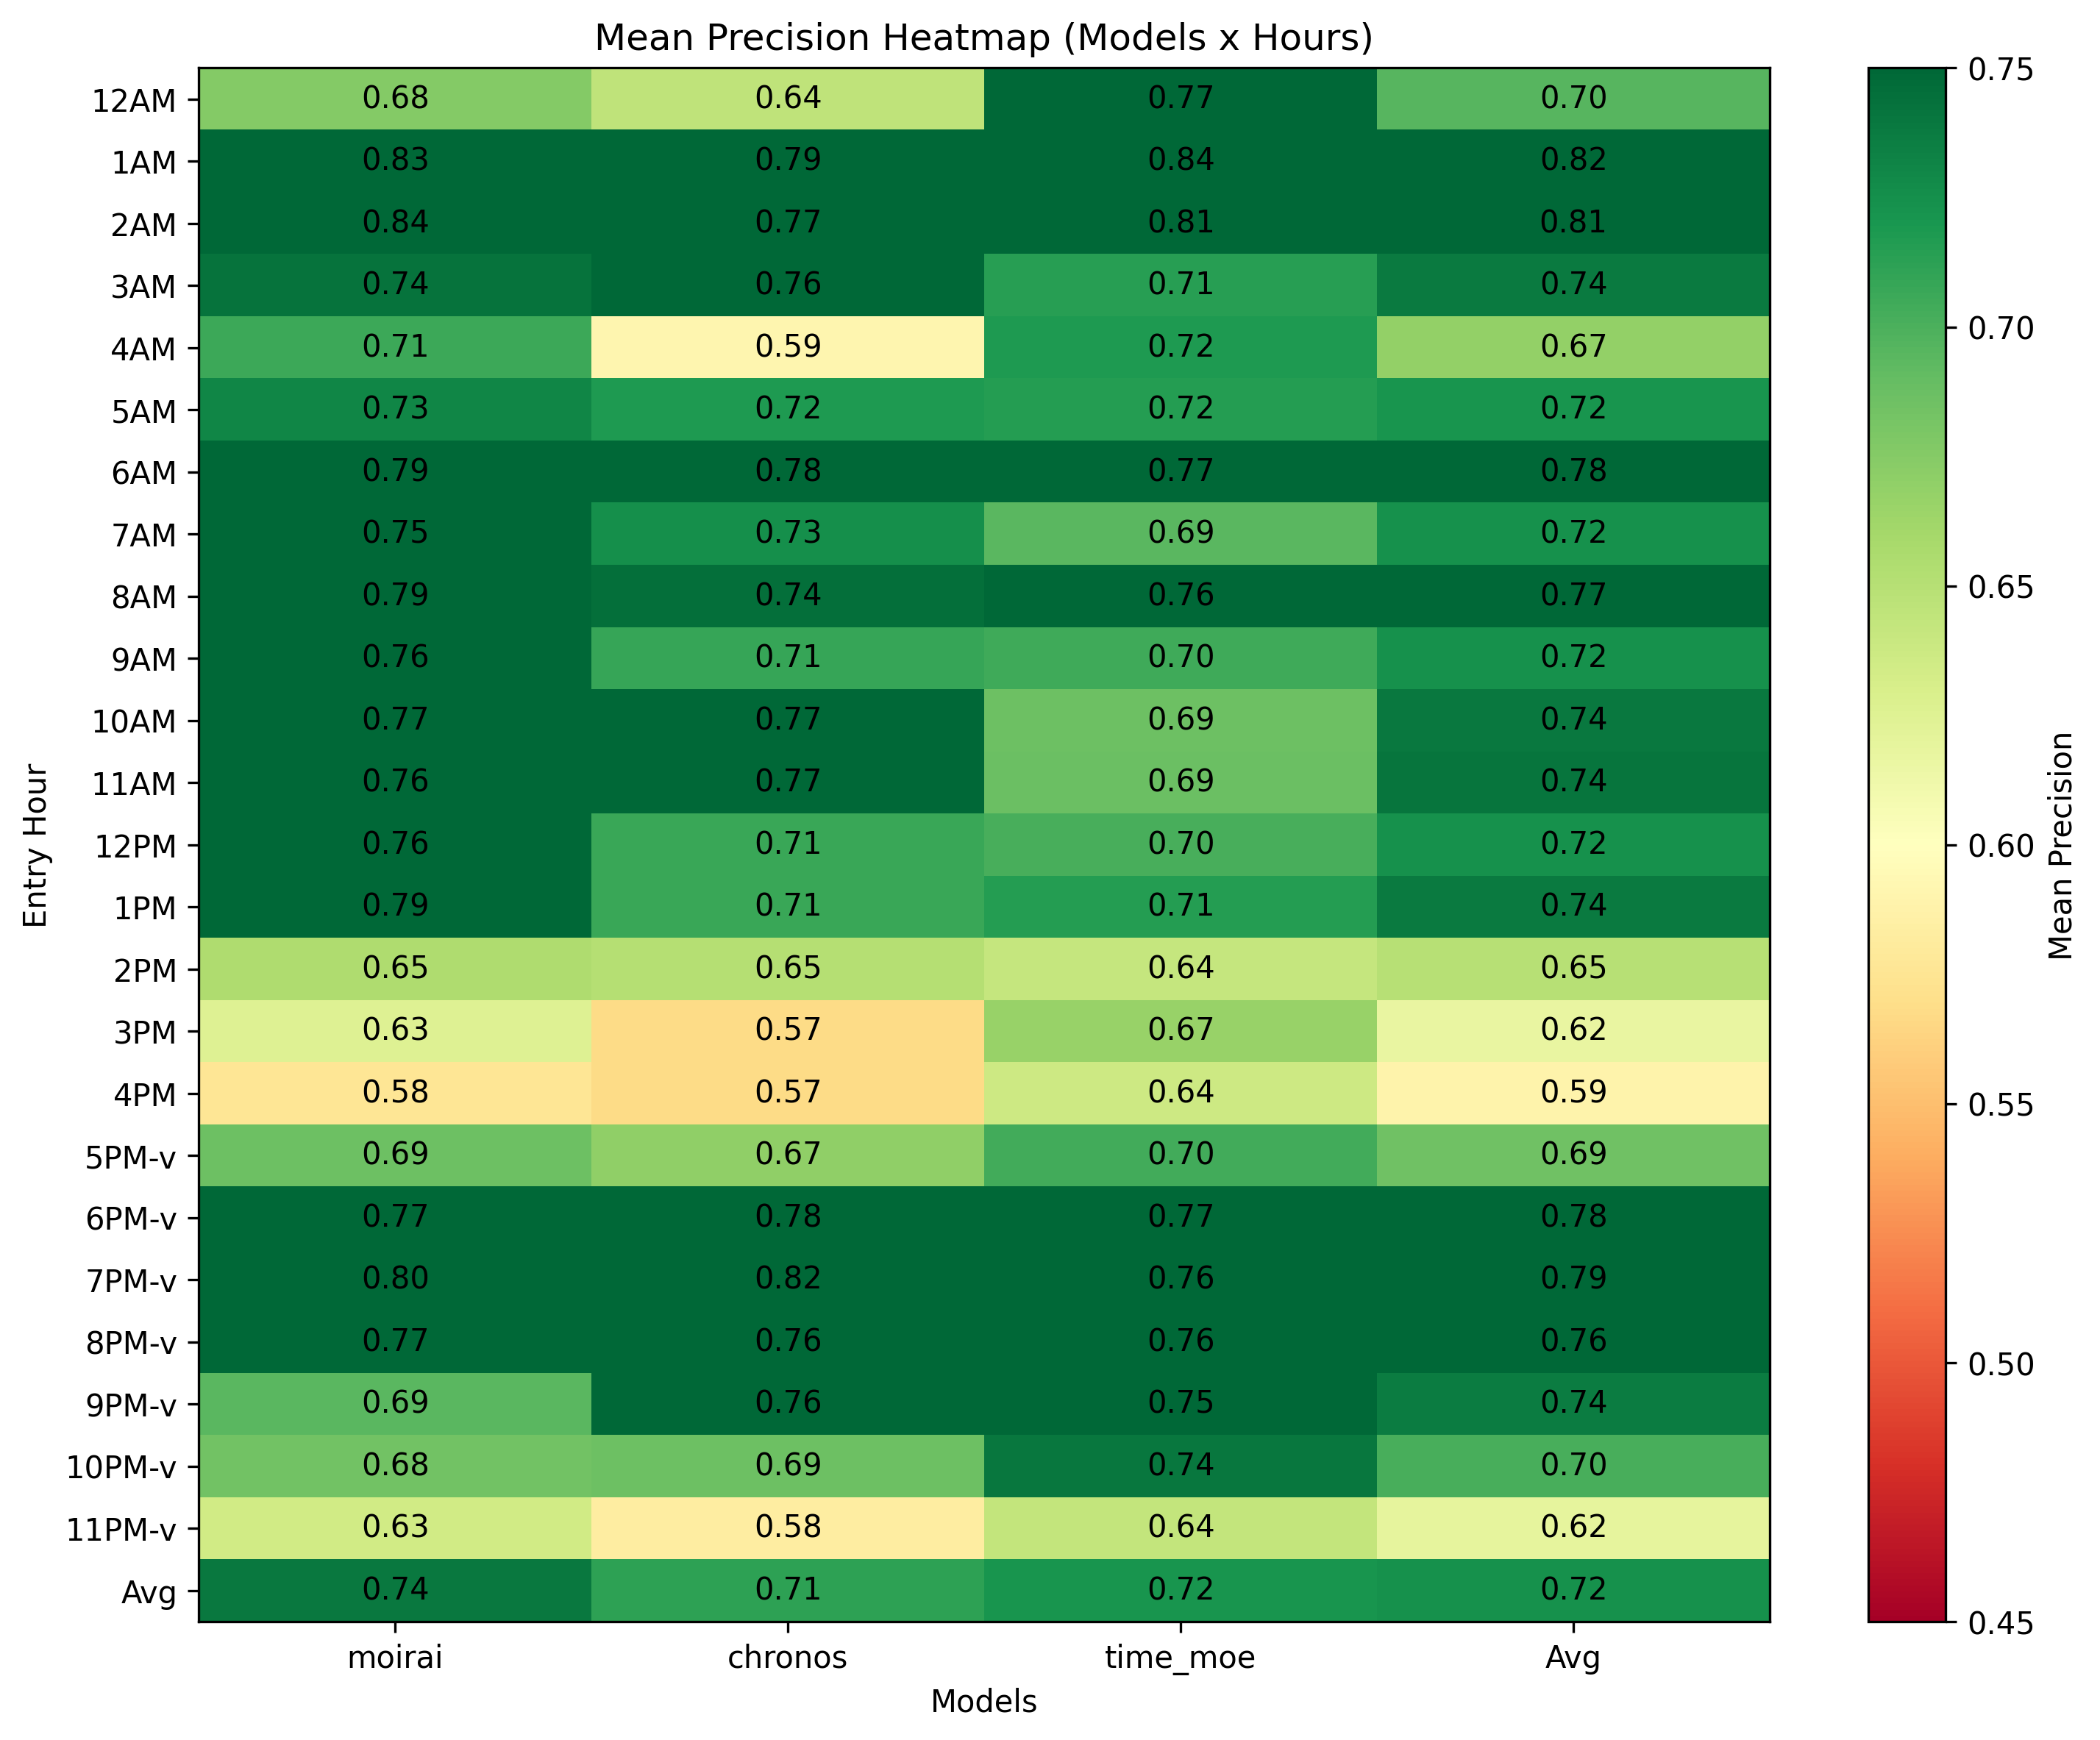 Mean Precision Heatmap (Models x Hours)
12AM 0.68 0.64 0.77 0.70
1AM 0.83 0.79 0.84 0.82
2AM 0.84 0.77 0.81 0.81
3AM 0.74 0.76 0.71 0.74
4AM 0.71 0.59 0.72 0.67
5AM 0.73 0.72 0.72 0.72
6AM 0.79 0.78 0.77 0.78
7AM 0.75 0.73 0.69 0.72
8AM 0.79 0.74 0.76 0.77
9AM 0.76 0.71 0.70 0.72
10AM 0.77 0.77 0.69 0.74
11AM 0.76 0.77 0.69 0.74
12PM 0.76 0.71 0.70 0.72
1PM 0.79 0.71 0.71 0.74
2PM 0.65 0.65 0.64 0.65
3PM 0.63 0.57 0.67 0.62
4PM 0.58 0.57 0.64 0.59
5PM-v 0.69 0.67 0.70 0.69
6PM-v 0.77 0.78 0.77 0.78
7PM-v 0.80 0.82 0.76 0.79
8PM-v 0.77 0.76 0.76 0.76
9PM-v 0.69 0.76 0.75 0.74
10PM-v 0.68 0.69 0.74 0.70
11PM-v 0.63 0.58 0.64 0.62
Avg 0.74 0.71 0.72 0.72
moirai chronos time_moe Avg
Models
Entry Hour
0.75
0.70
0.65
0.60
0.55
0.50
0.45
Mean Precision